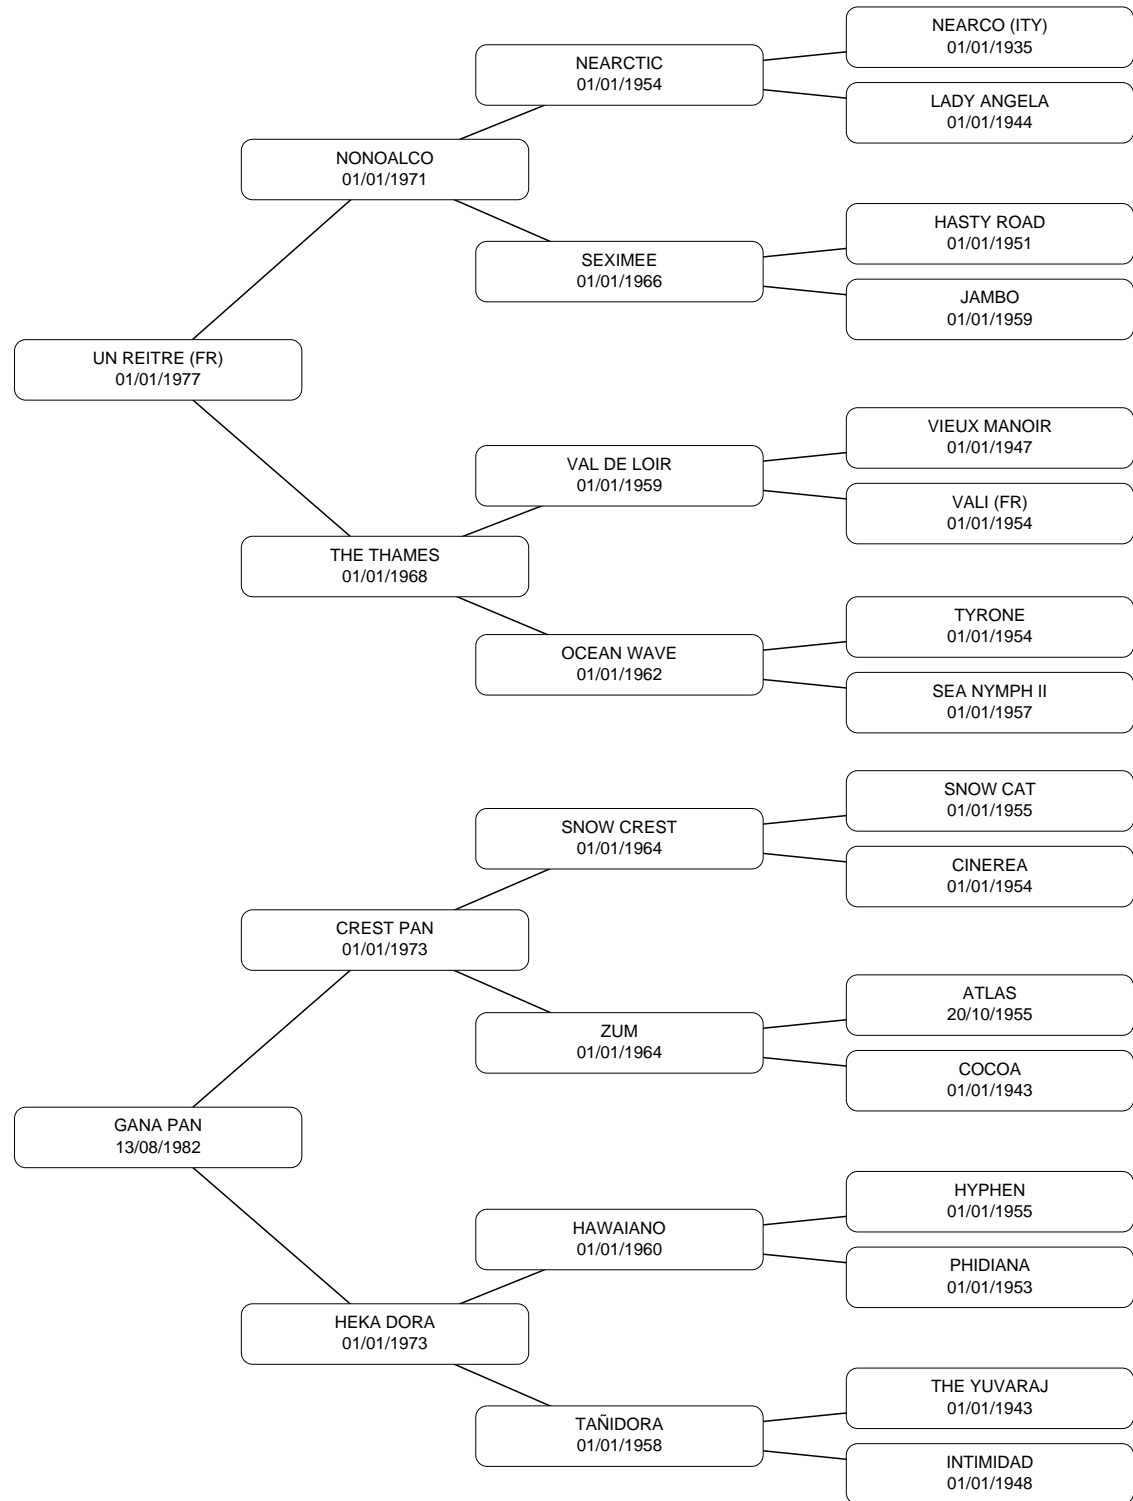 NEARCO (ITY)
01/01/1935
NEARCTIC
01/01/1954
LADY ANGELA
01/01/1944
NONOALCO
01/01/1971
HASTY ROAD
01/01/1951
SEXIMEE
01/01/1966
JAMBO
01/01/1959
UN REITRE (FR)
01/01/1977
VIEUX MANOIR
01/01/1947
VAL DE LOIR
01/01/1959
VALI (FR)
01/01/1954
THE THAMES
01/01/1968
TYRONE
01/01/1954
OCEAN WAVE
01/01/1962
SEA NYMPH II
01/01/1957
SNOW CAT
01/01/1955
SNOW CREST
01/01/1964
CINEREA
01/01/1954
CREST PAN
01/01/1973
ATLAS
20/10/1955
ZUM
01/01/1964
COCOA
01/01/1943
GANA PAN
13/08/1982
HYPHEN
01/01/1955
HAWAIANO
01/01/1960
PHIDIANA
01/01/1953
HEKA DORA
01/01/1973
THE YUVARAJ
01/01/1943
TAÑIDORA
01/01/1958
INTIMIDAD
01/01/1948